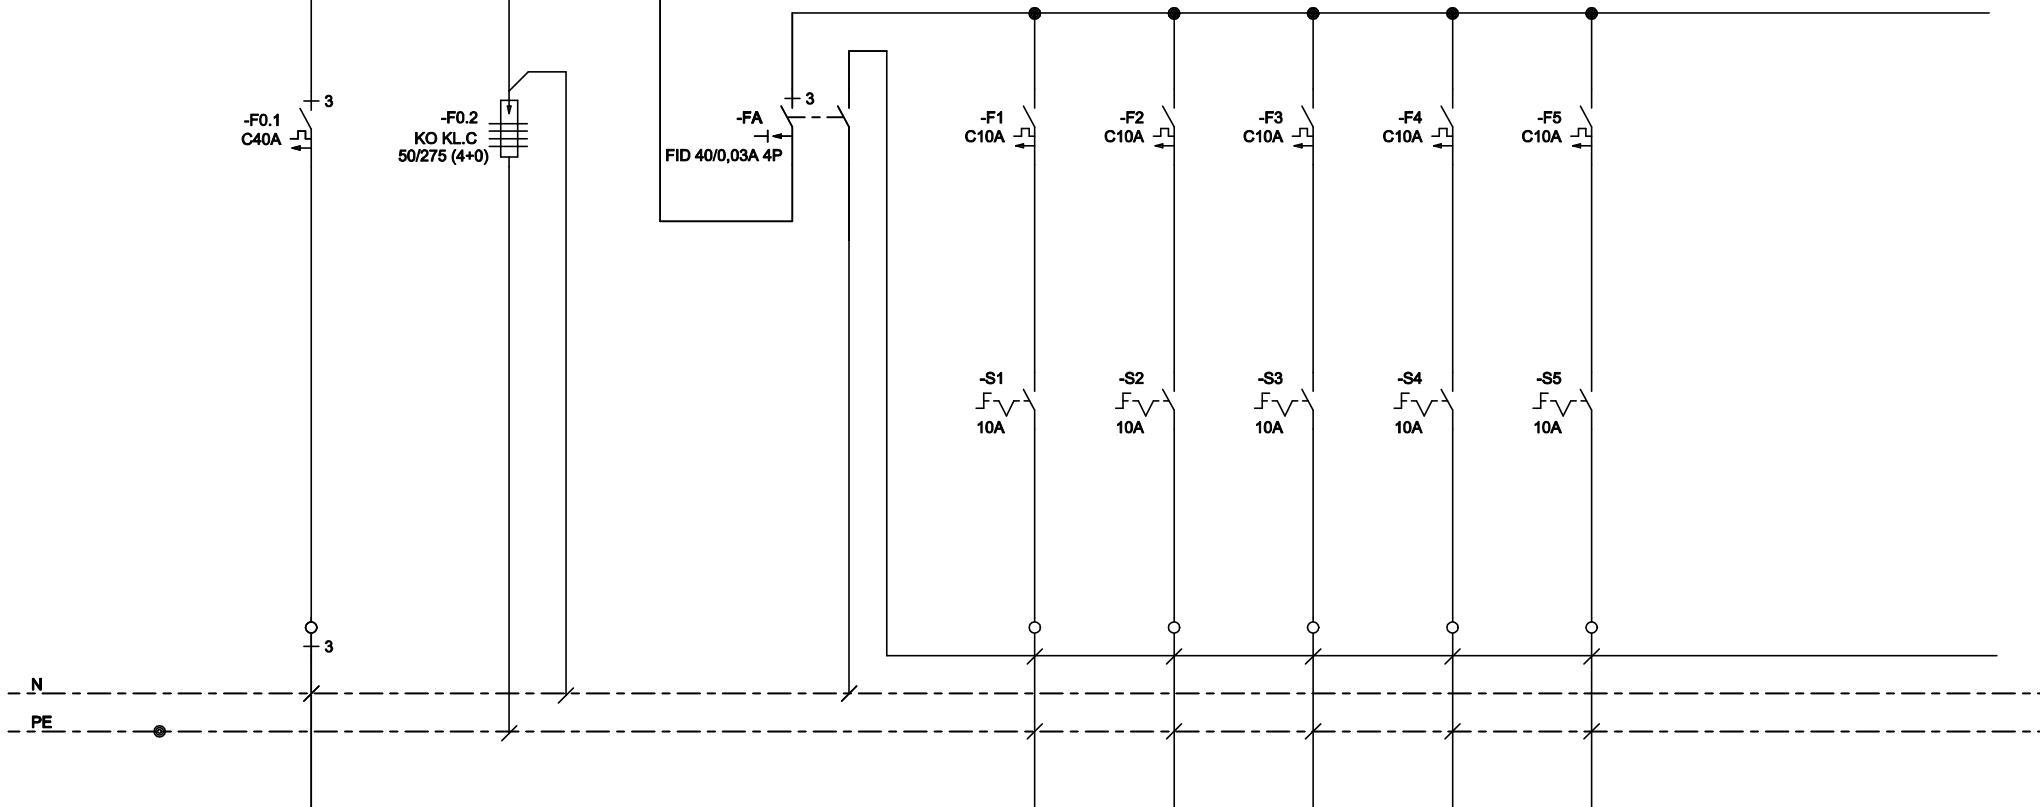 3
-F0.1
C40A
-F0.2
KO KL.C
50/275 (4+0)
3
-FA
FID 40/0,03A 4P
-F1
C10A
-F2
C10A
-F3
C10A
-F4
C10A
-F5
C10A
-S1
10A
-S2
10A
-S3
10A
-S4
10A
-S5
10A
3
N
PE